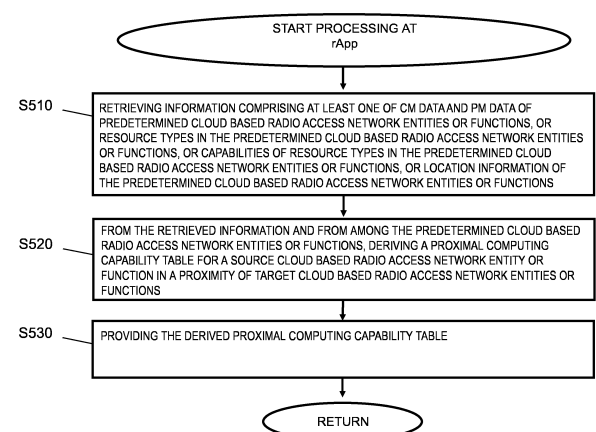 START PROCESSING AT
rApp
S510
RETRIEVING INFORMATION COMPRISING AT LEAST ONE OF CM DATA AND PM DATA OF
PREDETERMINED CLOUD BASED RADIO ACCESS NETWORK ENTITIES OR FUNCTIONS, OR
RESOURCE TYPES IN THE PREDETERMINED CLOUD BASED RADIO ACCESS NETWORK ENTITIES
OR FUNCTIONS, OR CAPABILITIES OF RESOURCE TYPES IN THE PREDETERMINED CLOUD
BASED RADIO ACCESS NETWORK ENTITIES OR FUNCTIONS, OR LOCATION INFORMATION OF
THE PREDETERMINED CLOUD BASED RADIO ACCESS NETWORK ENTITIES OR FUNCTIONS
S520
FROM THE RETRIEVED INFORMATION AND FROM AMONG THE PREDETERMINED CLOUD BASED
RADIO ACCESS NETWORK ENTITIES OR FUNCTIONS, DERIVING A PROXIMAL COMPUTING
CAPABILITY TABLE FOR A SOURCE CLOUD BASED RADIO ACCESS NETWORK ENTITY OR
FUNCTION IN A PROXIMITY OF TARGET CLOUD BASED RADIO ACCESS NETWORK ENTITIES OR
FUNCTIONS
S530
PROVIDING THE DERIVED PROXIMAL COMPUTING CAPABILITY TABLE
RETURN